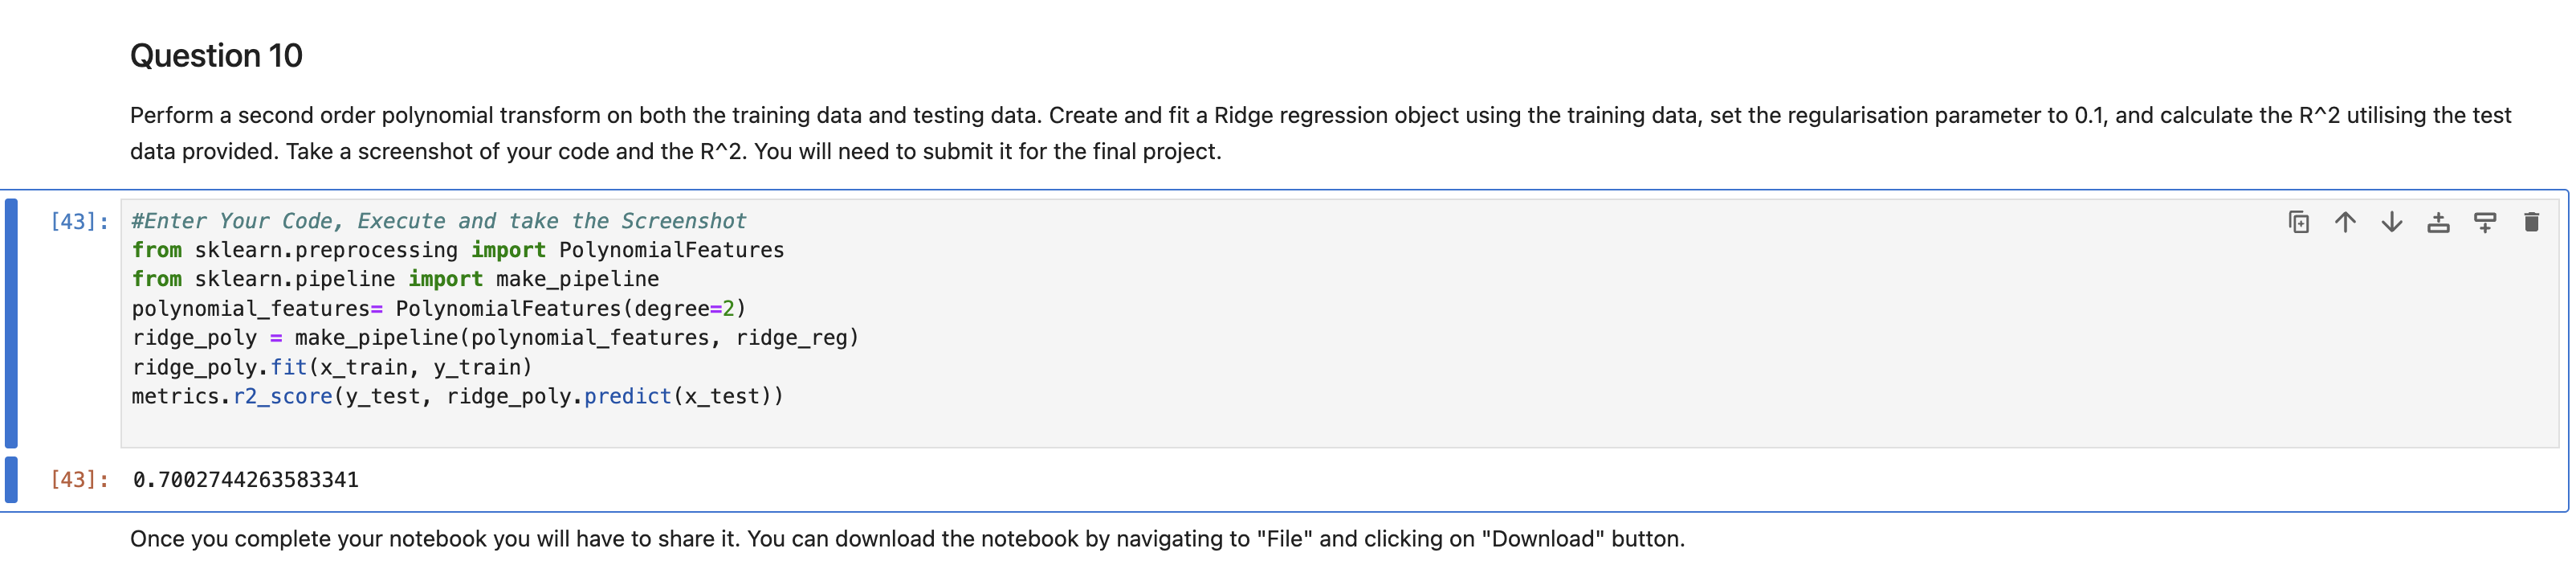 Question 10
Perform a second order polynomial transform on both the training data and testing data. Create and fit a Ridge regression object using the training data, set the regularisation parameter to 0.1, and calculate the R^2 utilising the test
data provided. Take a screenshot of your code and the R^2. You will need to submit it for the final project.
[43]: #Enter Your Code, Execute and take the Screenshot
from sklearn.preprocessing import PolynomialFeatures
from sklearn.pipeline import make_pipeline
polynomial_features= PolynomialFeatures(degree=2)
ridge_poly = make_pipeline(polynomial_features, ridge_reg)
ridge_poly.fit(x_train, y_train)
metrics.r2_score(y_test, ridge_poly.predict(x_test))
[43]: 0.7002744263583341
Once you complete your notebook you will have to share it. You can download the notebook by navigating to "File" and clicking on "Download" button.